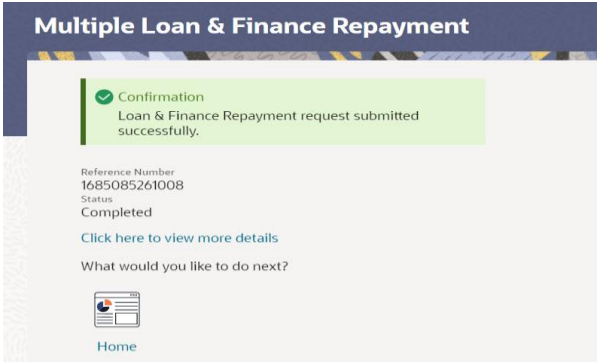 Multiple Loan & Finance Repayment
Confirmation
Loan & Finance Repayment request submitted
successfully.
Reference Number
1685085261008
Status
Completed
Click here to view more details
What would you like to do next?
Home